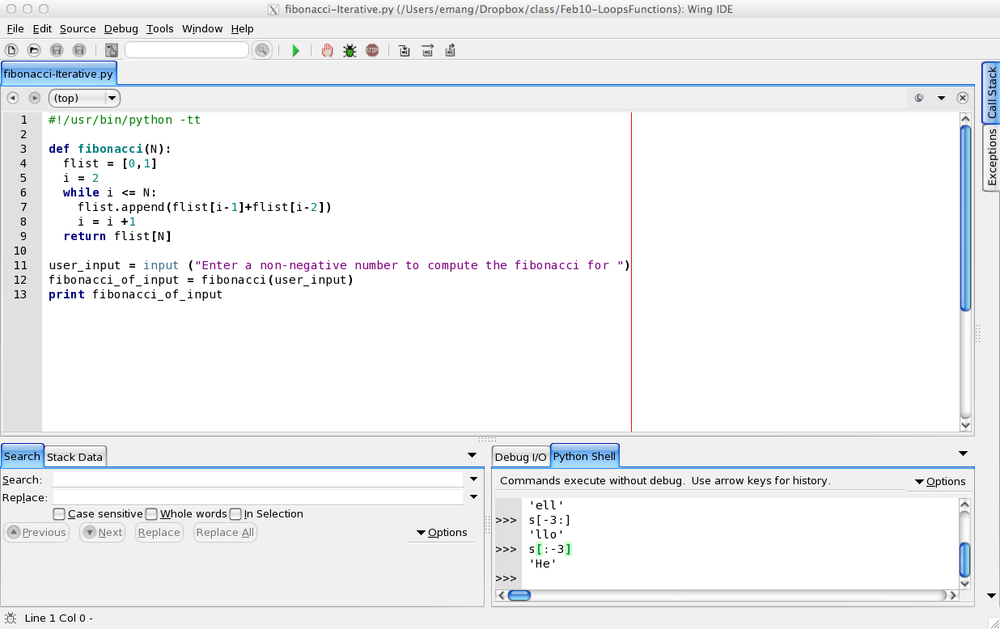 fibonacci-Iterative.py (/Users/emang/Dropbox/class/Feb10-LoopsFunctions): Wing IDE
File Edit Source Debug Tools Window Help
fibonacci-Iterative.py
(top)
1 #!/usr/bin/python -tt
2
3 def fibonacci(N):
4   flist = [0,1]
5   i = 2
6   while i <= N:
7     flist.append(flist[i-1]+flist[i-2])
8     i = i +1
9   return flist[N]
10
11 user_input = input ("Enter a non-negative number to compute the fibonacci for ")
12 fibonacci_of_input = fibonacci(user_input)
13 print fibonacci_of_input
Call Stack
Exceptions
Search Stack Data
Search:
Replace:
Case sensitive Whole words In Selection
Previous Next Replace Replace All Options
Debug I/O Python Shell
Commands execute without debug. Use arrow keys for history. Options
'ell'
>>> s[-3:]
'llo'
>>> s[:-3]
'He'
>>>
Line 1 Col 0 -